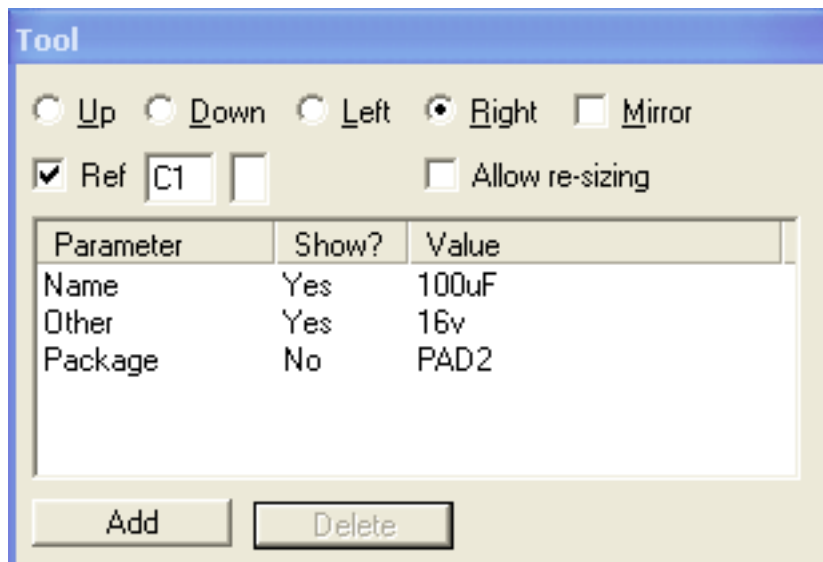 Tool
Up Down Left Right Mirror
Ref C1 Allow re-sizing
Parameter Show? Value
Name Yes 100uF
Other Yes 16v
Package No PAD2
Add Delete